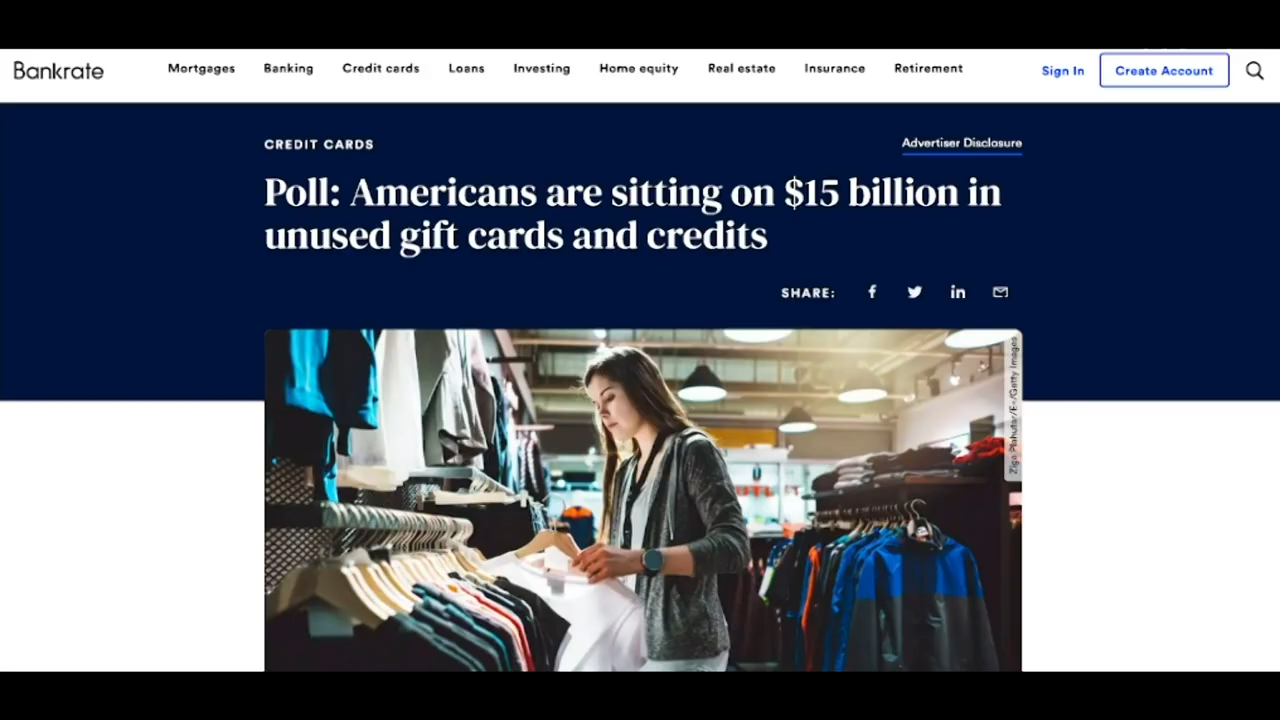 Bankrate
Mortgages Banking Credit cards Loans Investing Home equity Real estate Insurance Retirement
Sign In Create Account
CREDIT CARDS
Advertiser Disclosure
Poll: Americans are sitting on $15 billion in
unused gift cards and credits
SHARE: